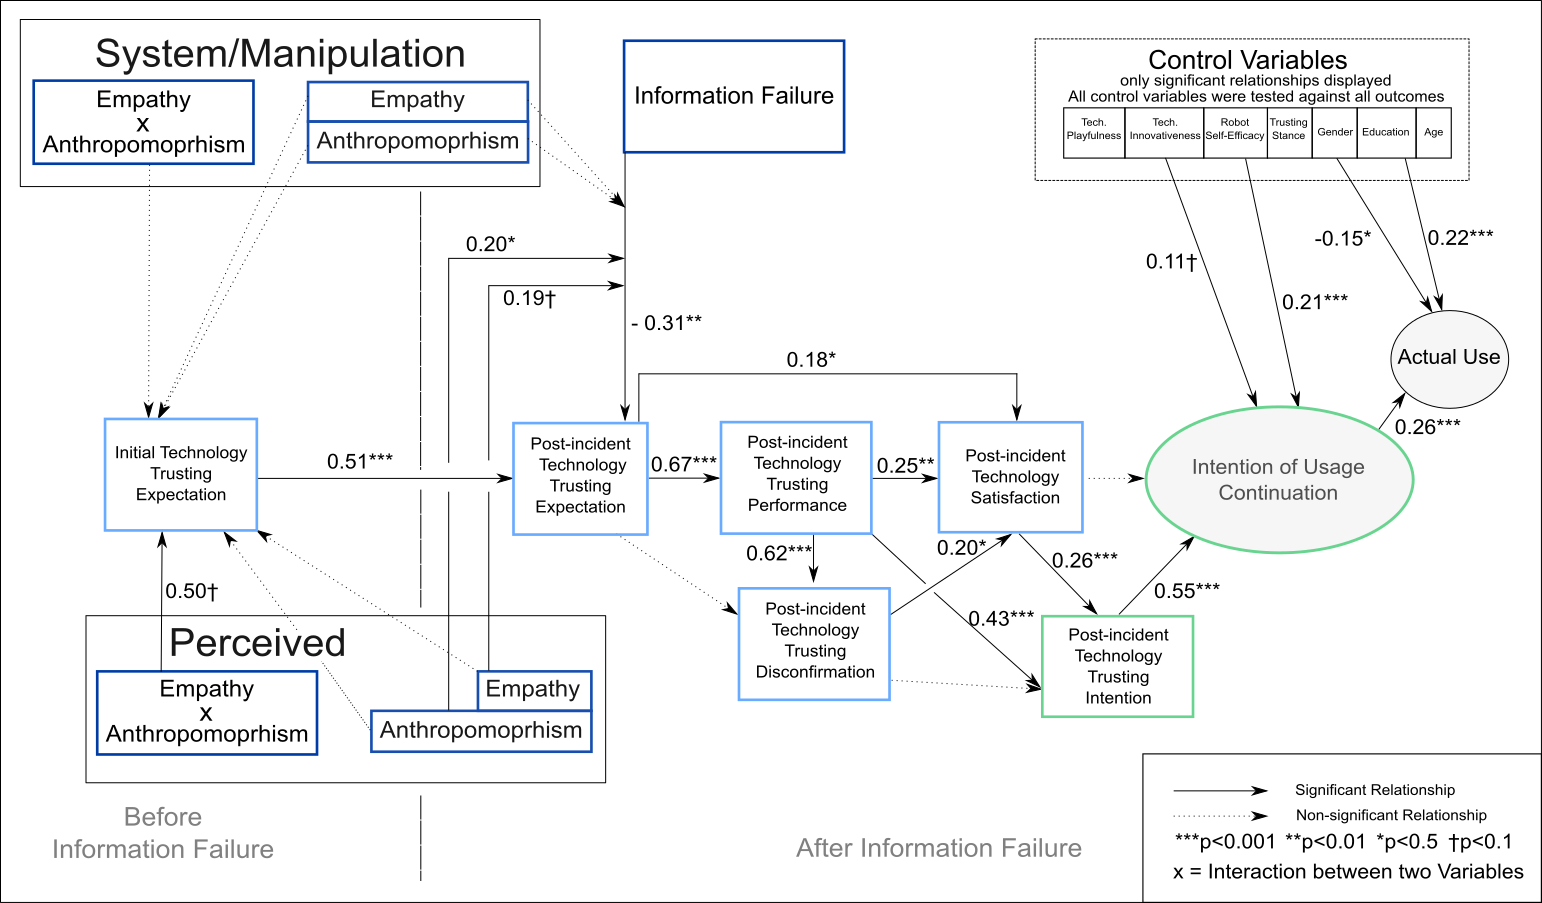 System/Manipulation
Empathy
x
Anthropomoprhism
Empathy
Anthropomoprhism
Information Failure
Control Variables
only significant relationships displayed
All control variables were tested against all outcomes
Tech.
Playfulness
Tech.
Innovativeness
Robot
Self-Efficacy
Trusting
Stance
Gender
Education
Age
0.20*
0.19†
- 0.31**
0.11†
0.21***
-0.15*
0.22***
Actual Use
0.18*
0.26***
Initial Technology
Trusting
Expectation
0.51***
Post-incident
Technology
Trusting
Expectation
0.67***
Post-incident
Technology
Trusting
Performance
0.25**
Post-incident
Technology
Satisfaction
Intention of Usage
Continuation
0.62***
0.20*
0.26***
0.55***
0.43***
0.50†
Post-incident
Technology
Trusting
Disconfirmation
Post-incident
Technology
Trusting
Intention
Perceived
Empathy
x
Anthropomoprhism
Empathy
Anthropomoprhism
Before
Information Failure
After Information Failure
Significant Relationship
Non-significant Relationship
***p<0.001 **p<0.01 *p<0.5 †p<0.1
x = Interaction between two Variables